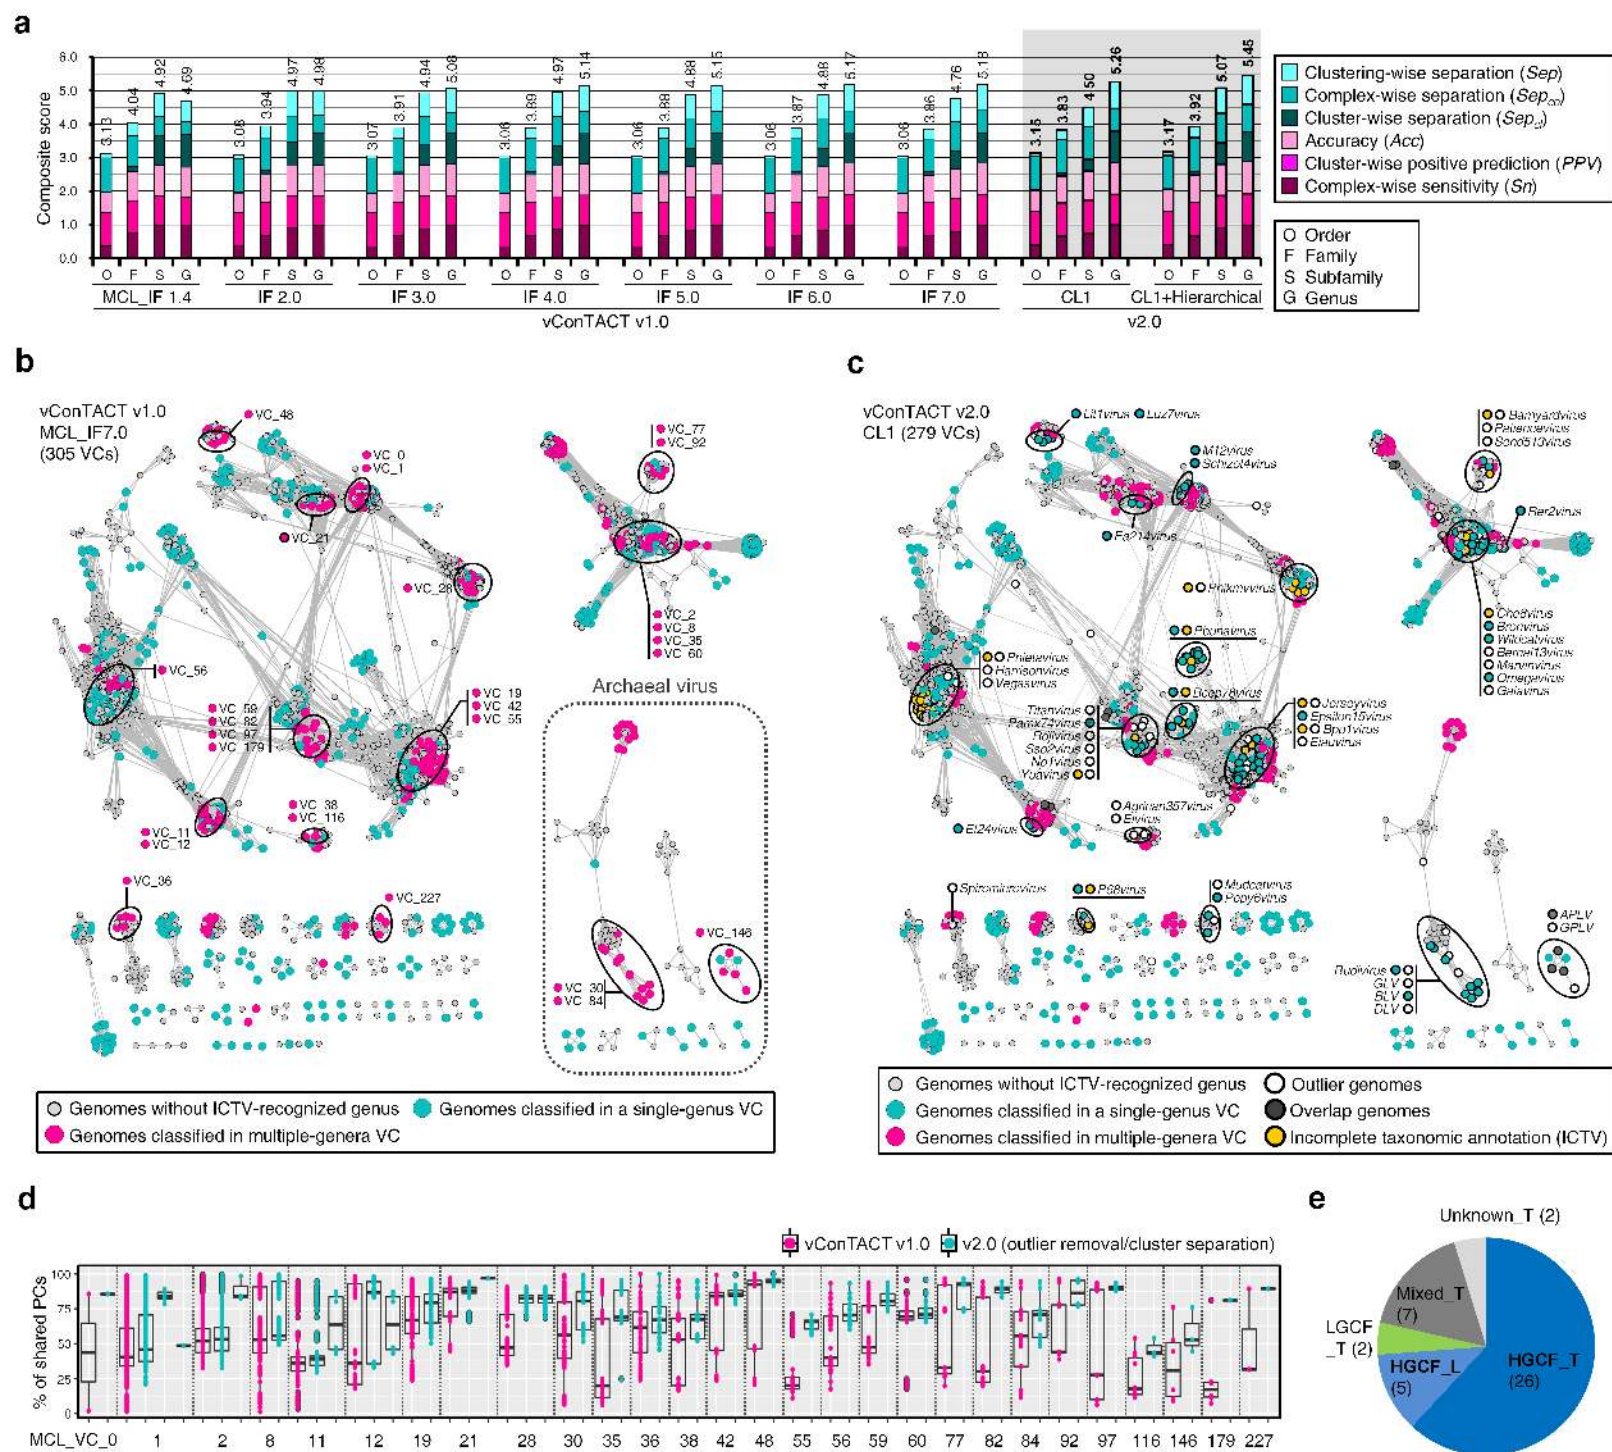 a
Composite score
6.0
5.0
4.0
3.0
2.0
1.0
0.0
3.13 4.04 4.92 4.69
3.08 3.94 4.97 4.98
3.07 3.91 4.94 5.08
3.06 3.89 4.97 5.14
3.06 3.88 4.88 5.15
3.06 3.87 4.88 5.17
3.06 3.86 4.76 5.18
3.15 3.83 4.50 5.26
3.17 3.92 5.07 5.45
O F S G O F S G O F S G O F S G O F S G O F S G O F S G O F S G O F S G
MCL_IF 1.4 IF 2.0 IF 3.0 IF 4.0 IF 5.0 IF 6.0 IF 7.0 CL1 CL1+Hierarchical
vConTACT v1.0 v2.0
Clustering-wise separation (Sep)
Complex-wise separation (Sepco)
Cluster-wise separation (Sepcl)
Accuracy (Acc)
Cluster-wise positive prediction (PPV)
Complex-wise sensitivity (Sn)
O Order
F Family
S Subfamily
G Genus
b
vConTACT v1.0
MCL_IF7.0
(305 VCs)
VC_48
VC_0
VC_1
VC_21
VC_28
VC_77
VC_92
VC_2
VC_8
VC_35
VC_60
VC_56
VC_59
VC_82
VC_97
VC_179
VC_19
VC_42
VC_55
VC_11
VC_12
VC_38
VC_116
VC_36
VC_227
Archaeal virus
VC_146
VC_30
VC_84
Genomes without ICTV-recognized genus
Genomes classified in a single-genus VC
Genomes classified in multiple-genera VC
c
vConTACT v2.0
CL1 (279 VCs)
Lit1virus Luz7virus
M12virus
Schizot4virus
Fa214virus
Phikmvvirus
Pbunavirus
Barnyardvirus
Patiencevirus
Send513virus
Rer2virus
Che8virus
Bronvirus
Wildcatvirus
Bernal13virus
Marvinvirus
Omegavirus
Gaiavirus
Phietavirus
Harrisonvirus
Vegasvirus
Bcep78virus
Titanvirus
Pamx74virus
Rojivirus
Sso2virus
No1virus
Yuavirus
Jerseyvirus
Epsilon15virus
Bpp1virus
Eiauvirus
Agrican357virus
Elvirus
El24virus
Spiromicrovirus
P68virus
Mudcatvirus
Popy6virus
APLV
GPLV
Rudivirus
GLV
BLV
DLV
Genomes without ICTV-recognized genus
Genomes classified in a single-genus VC
Genomes classified in multiple-genera VC
Outlier genomes
Overlap genomes
Incomplete taxonomic annotation (ICTV)
d
vConTACT v1.0 v2.0 (outlier removal/cluster separation)
% of shared PCs
100
75
50
25
0
MCL_VC_0 1 2 8 11 12 19 21 28 30 35 36 38 42 48 55 56 59 60 77 82 84 92 97 116 146 179 227
e
Unknown_T (2)
Mixed_T
(7)
LGCF
_T (2)
HGCF_L
(5)
HGCF_T
(26)